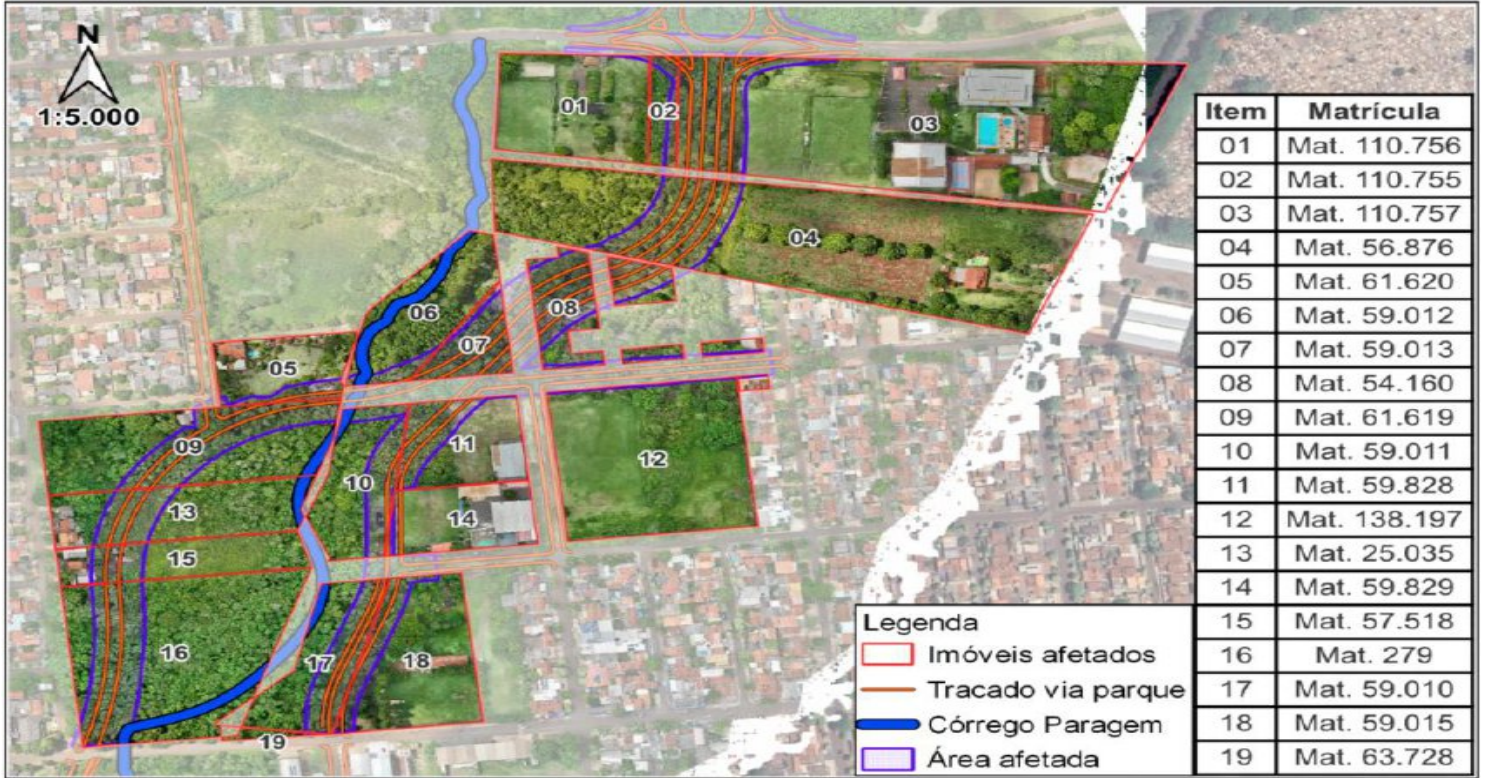 N
1:5.000
01
02
03
04
05
06
07
08
09
10
11
12
13
14
15
16
17
18
19
Item Matrícula
01 Mat. 110.756
02 Mat. 110.755
03 Mat. 110.757
04 Mat. 56.876
05 Mat. 61.620
06 Mat. 59.012
07 Mat. 59.013
08 Mat. 54.160
09 Mat. 61.619
10 Mat. 59.011
11 Mat. 59.828
12 Mat. 138.197
13 Mat. 25.035
14 Mat. 59.829
15 Mat. 57.518
16 Mat. 279
17 Mat. 59.010
18 Mat. 59.015
19 Mat. 63.728
Legenda
Imóveis afetados
Tracado via parque
Córrego Paragem
Área afetada